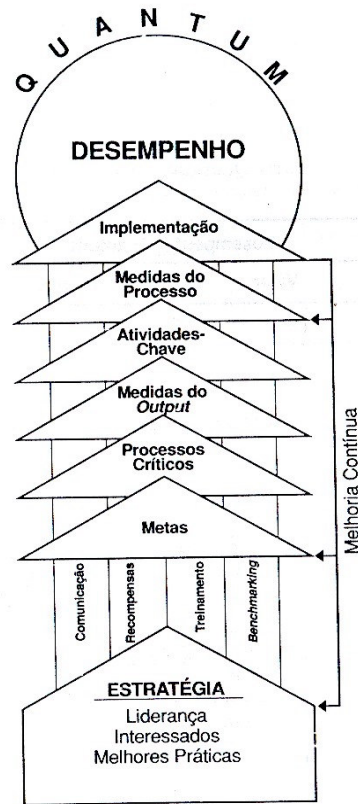 QUANTUM
DESEMPENHO
Implementação
Medidas do
Processo
Atividades-
Chave
Medidas do
Output
Processos
Críticos
Metas
Melhoria Contínua
Comunicação
Recompensas
Treinamento
Benchmarking
ESTRATÉGIA
Liderança
Interessados
Melhores Práticas